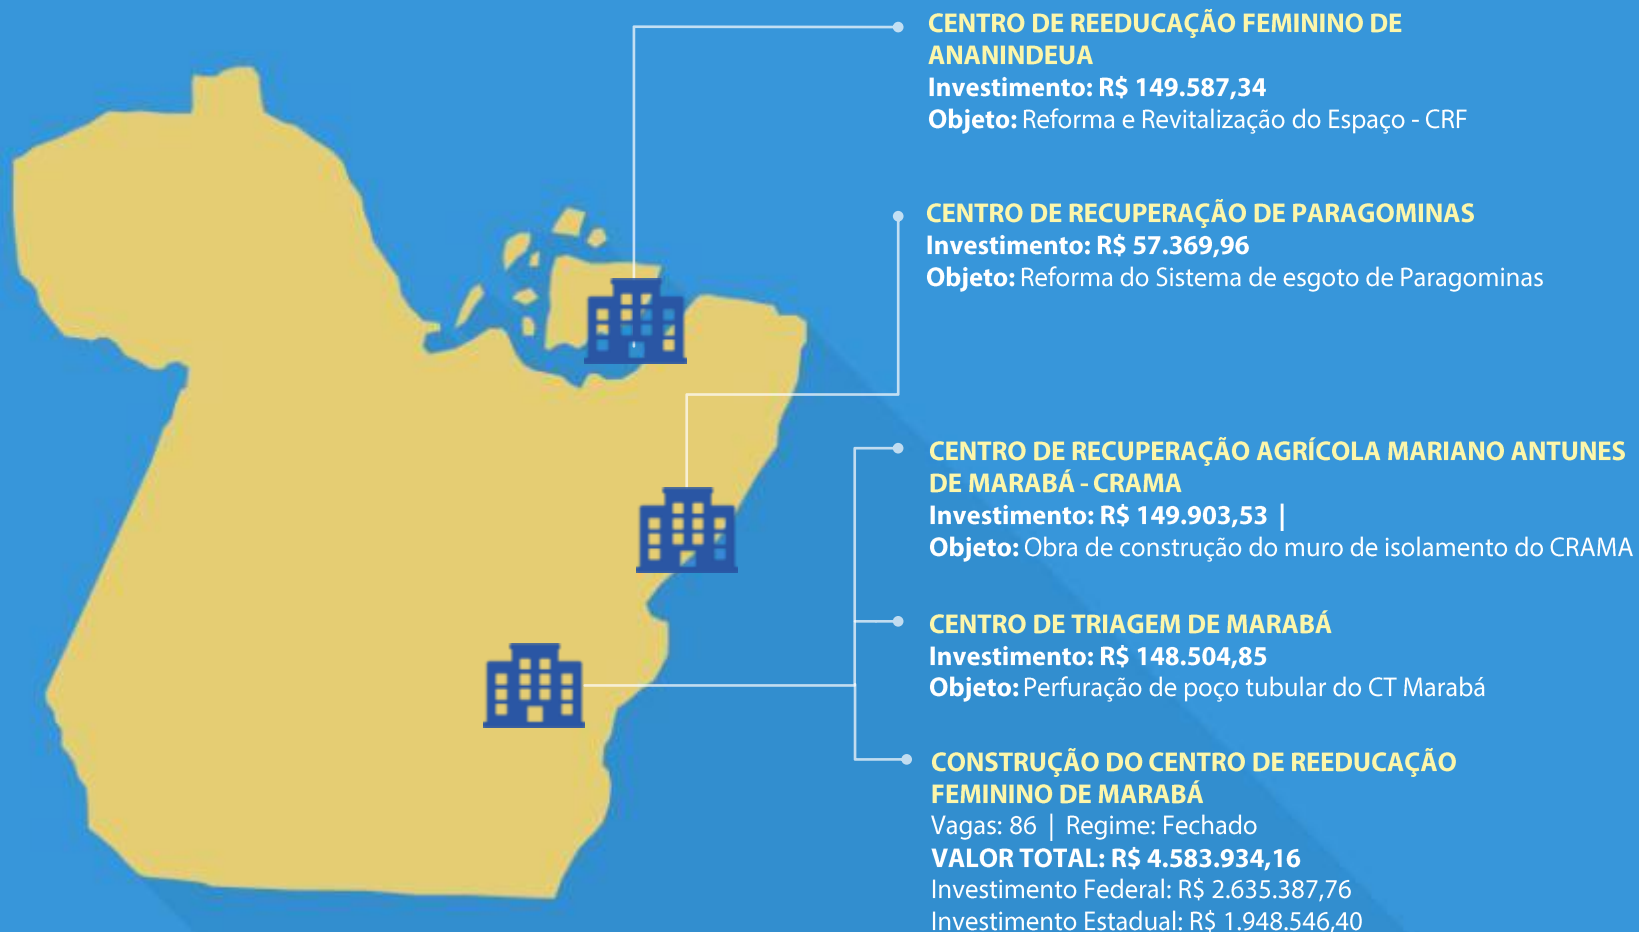 CENTRO DE REEDUCAÇÃO FEMININO DE
ANANINDEUA
Investimento: R$ 149.587,34
Objeto: Reforma e Revitalização do Espaço - CRF
CENTRO DE RECUPERAÇÃO DE PARAGOMINAS
Investimento: R$ 57.369,96
Objeto: Reforma do Sistema de esgoto de Paragominas
CENTRO DE RECUPERAÇÃO AGRÍCOLA MARIANO ANTUNES
DE MARABÁ - CRAMA
Investimento: R$ 149.903,53 |
Objeto: Obra de construção do muro de isolamento do CRAMA
CENTRO DE TRIAGEM DE MARABÁ
Investimento: R$ 148.504,85
Objeto: Perfuração de poço tubular do CT Marabá
CONSTRUÇÃO DO CENTRO DE REEDUCAÇÃO
FEMININO DE MARABÁ
Vagas: 86 | Regime: Fechado
VALOR TOTAL: R$ 4.583.934,16
Investimento Federal: R$ 2.635.387,76
Investimento Estadual: R$ 1.948.546,40